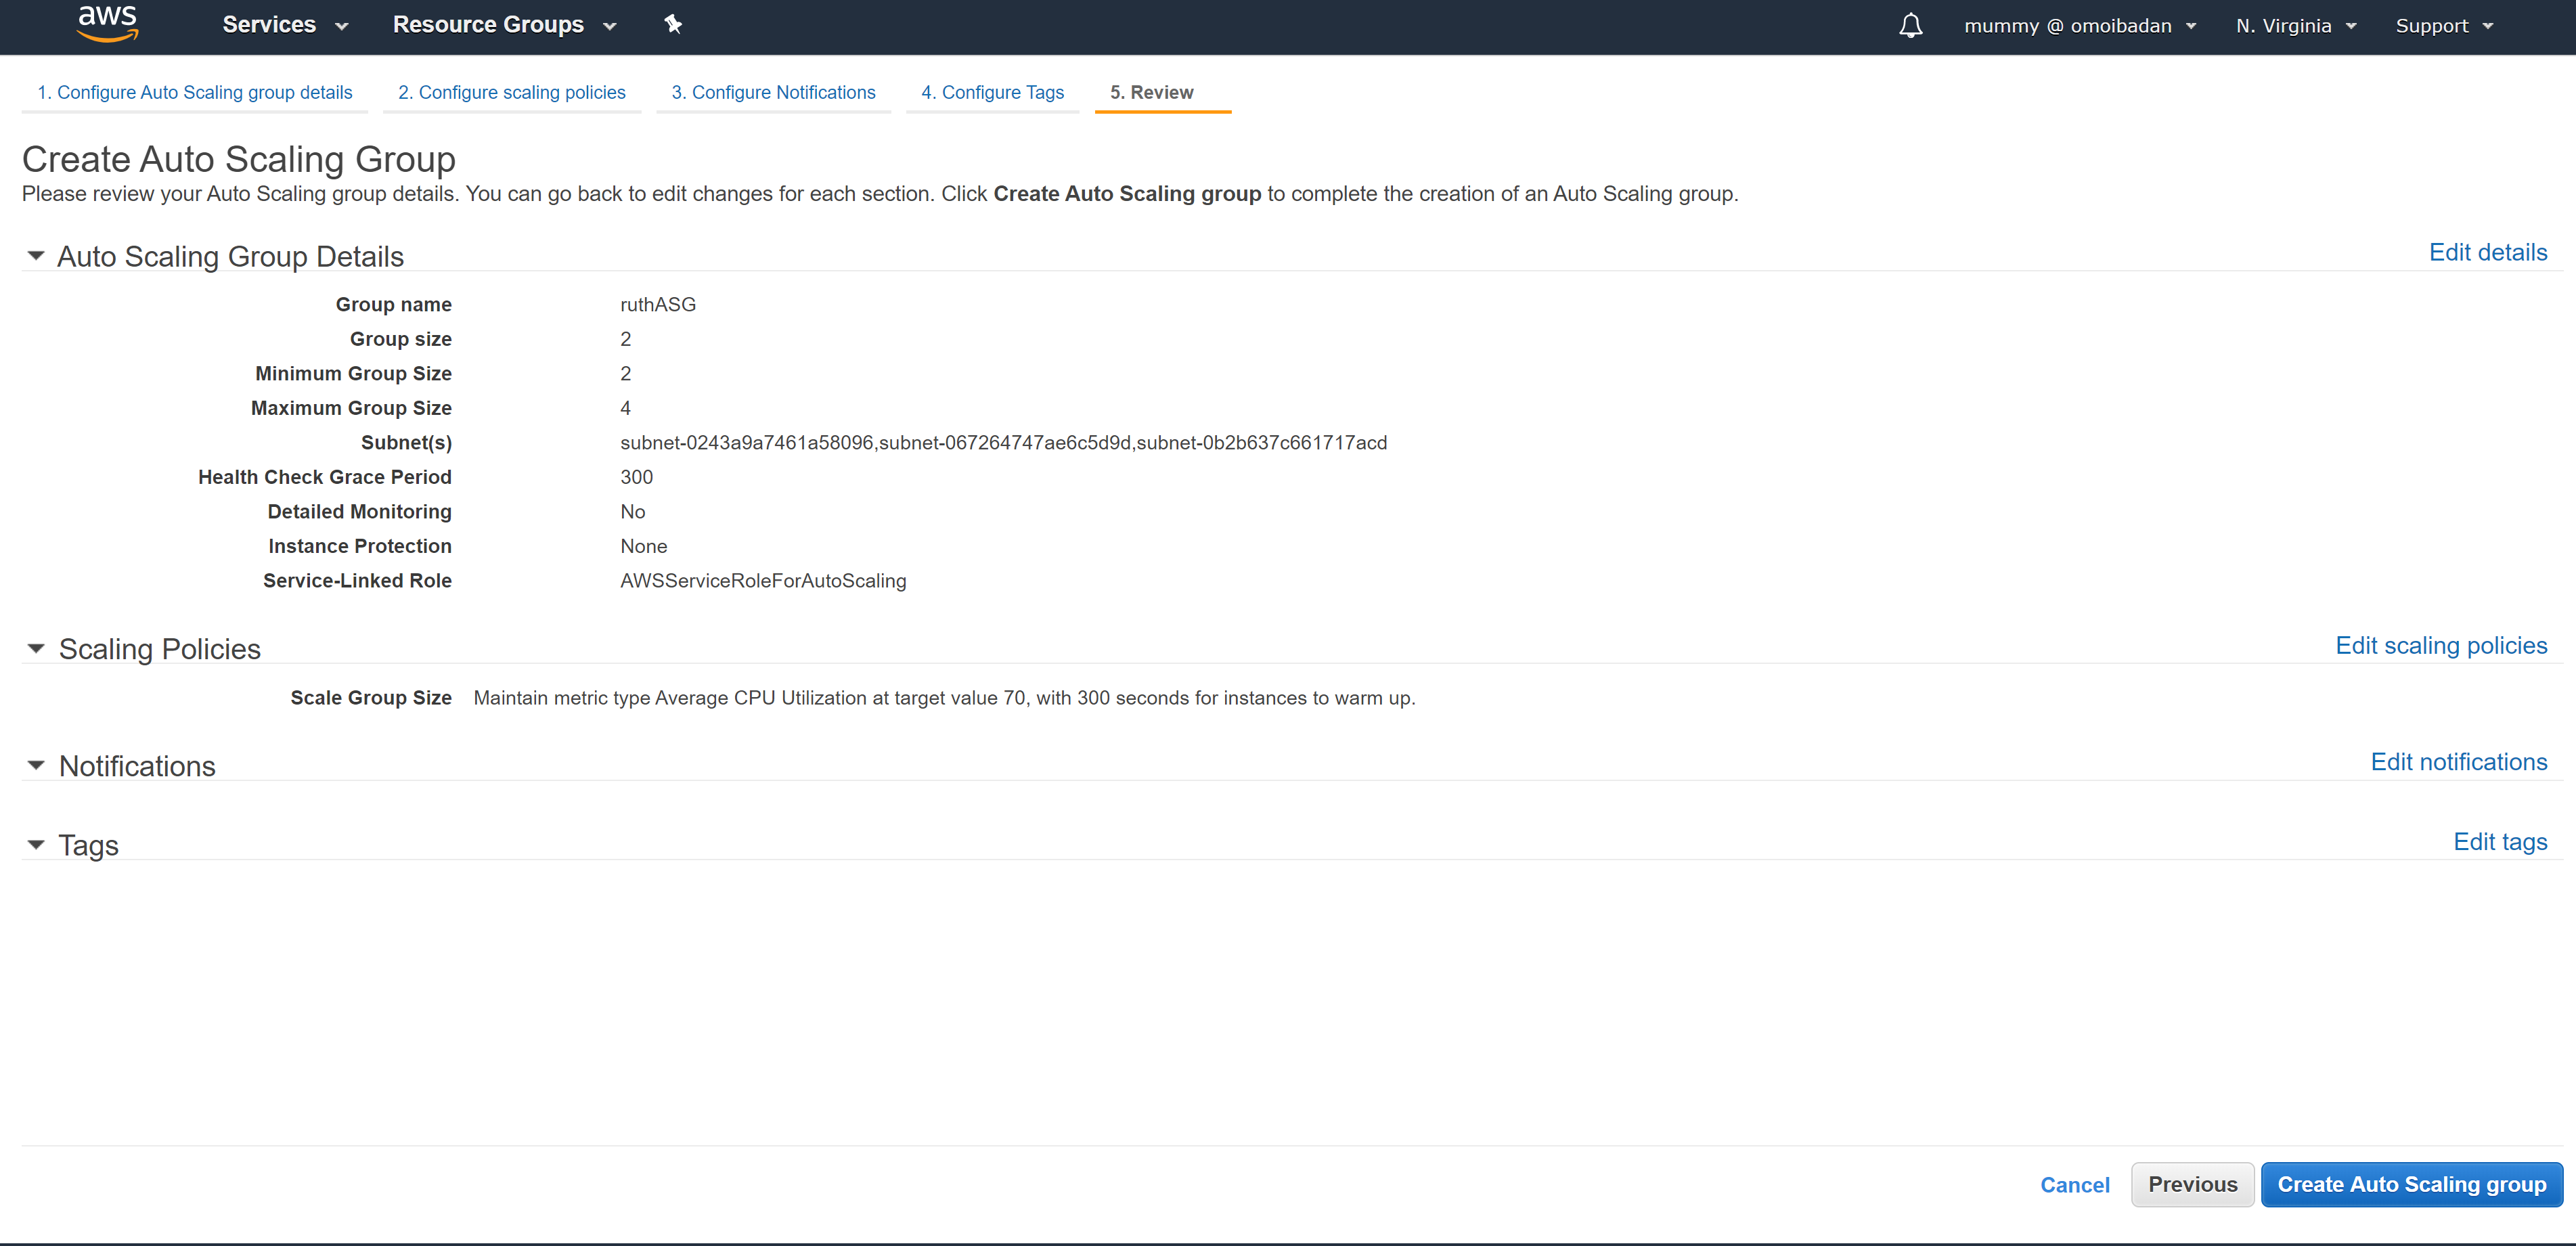 aws Services Resource Groups mummy @ omoibadan N. Virginia Support
1. Configure Auto Scaling group details 2. Configure scaling policies 3. Configure Notifications 4. Configure Tags 5. Review
Create Auto Scaling Group
Please review your Auto Scaling group details. You can go back to edit changes for each section. Click Create Auto Scaling group to complete the creation of an Auto Scaling group.
Auto Scaling Group Details Edit details
Group name ruthASG
Group size 2
Minimum Group Size 2
Maximum Group Size 4
Subnet(s) subnet-0243a9a7461a58096,subnet-067264747ae6c5d9d,subnet-0b2b637c661717acd
Health Check Grace Period 300
Detailed Monitoring No
Instance Protection None
Service-Linked Role AWSServiceRoleForAutoScaling
Scaling Policies Edit scaling policies
Scale Group Size Maintain metric type Average CPU Utilization at target value 70, with 300 seconds for instances to warm up.
Notifications Edit notifications
Tags Edit tags
Cancel Previous Create Auto Scaling group